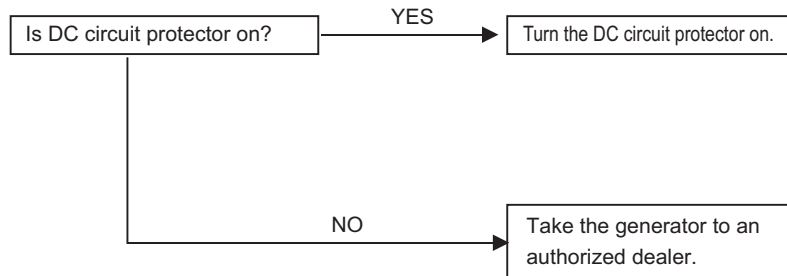 YES
Is DC circuit protector on?
Turn the DC circuit protector on.
NO
Take the generator to an
authorized dealer.